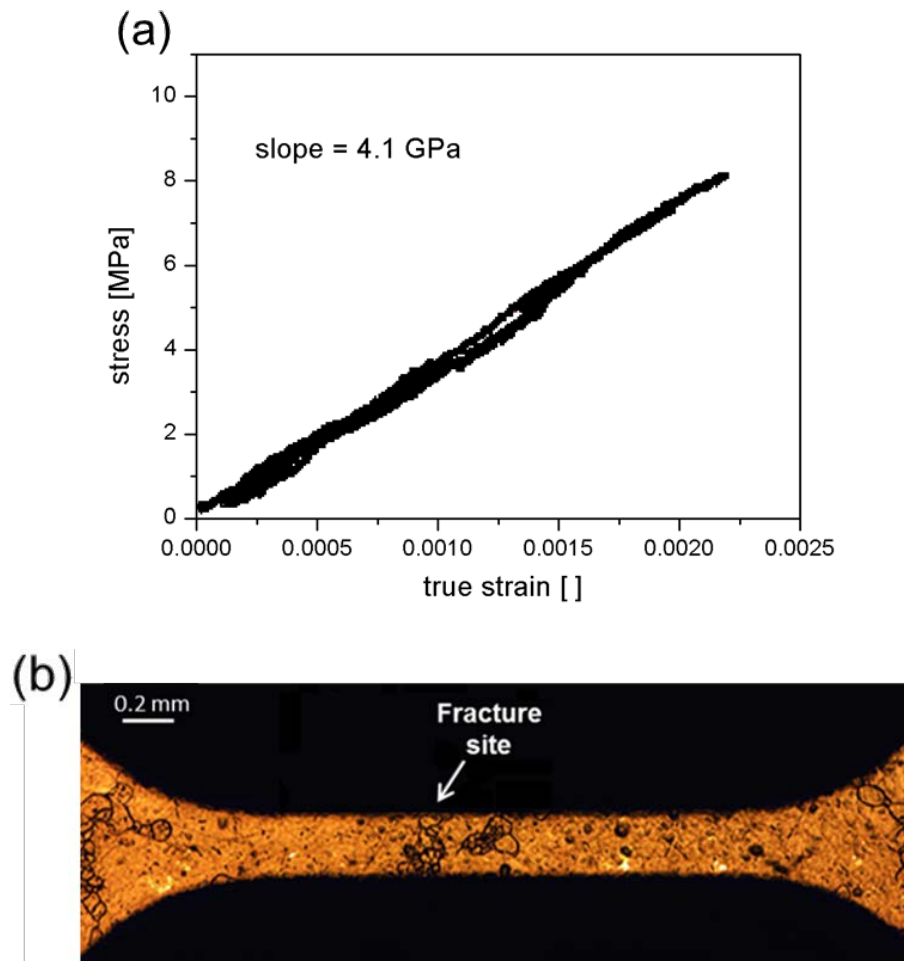 (a)
10
slope = 4.1 GPa
8
6
stress [MPa]
4
2
0
0.0000 0.0005 0.0010 0.0015 0.0020 0.0025
true strain [ ]
(b)
0.2 mm
Fracture
site